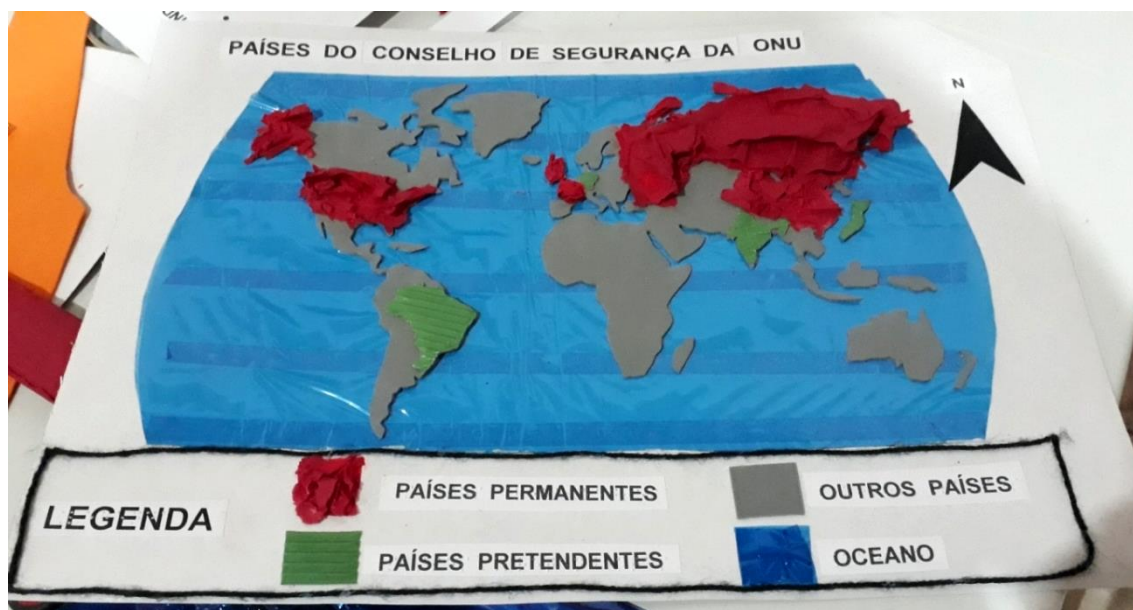 PAÍSES DO CONSELHO DE SEGURANÇA DA ONU
N
LEGENDA
PAÍSES PERMANENTES
PAÍSES PRETENDENTES
OUTROS PAÍSES
OCEANO